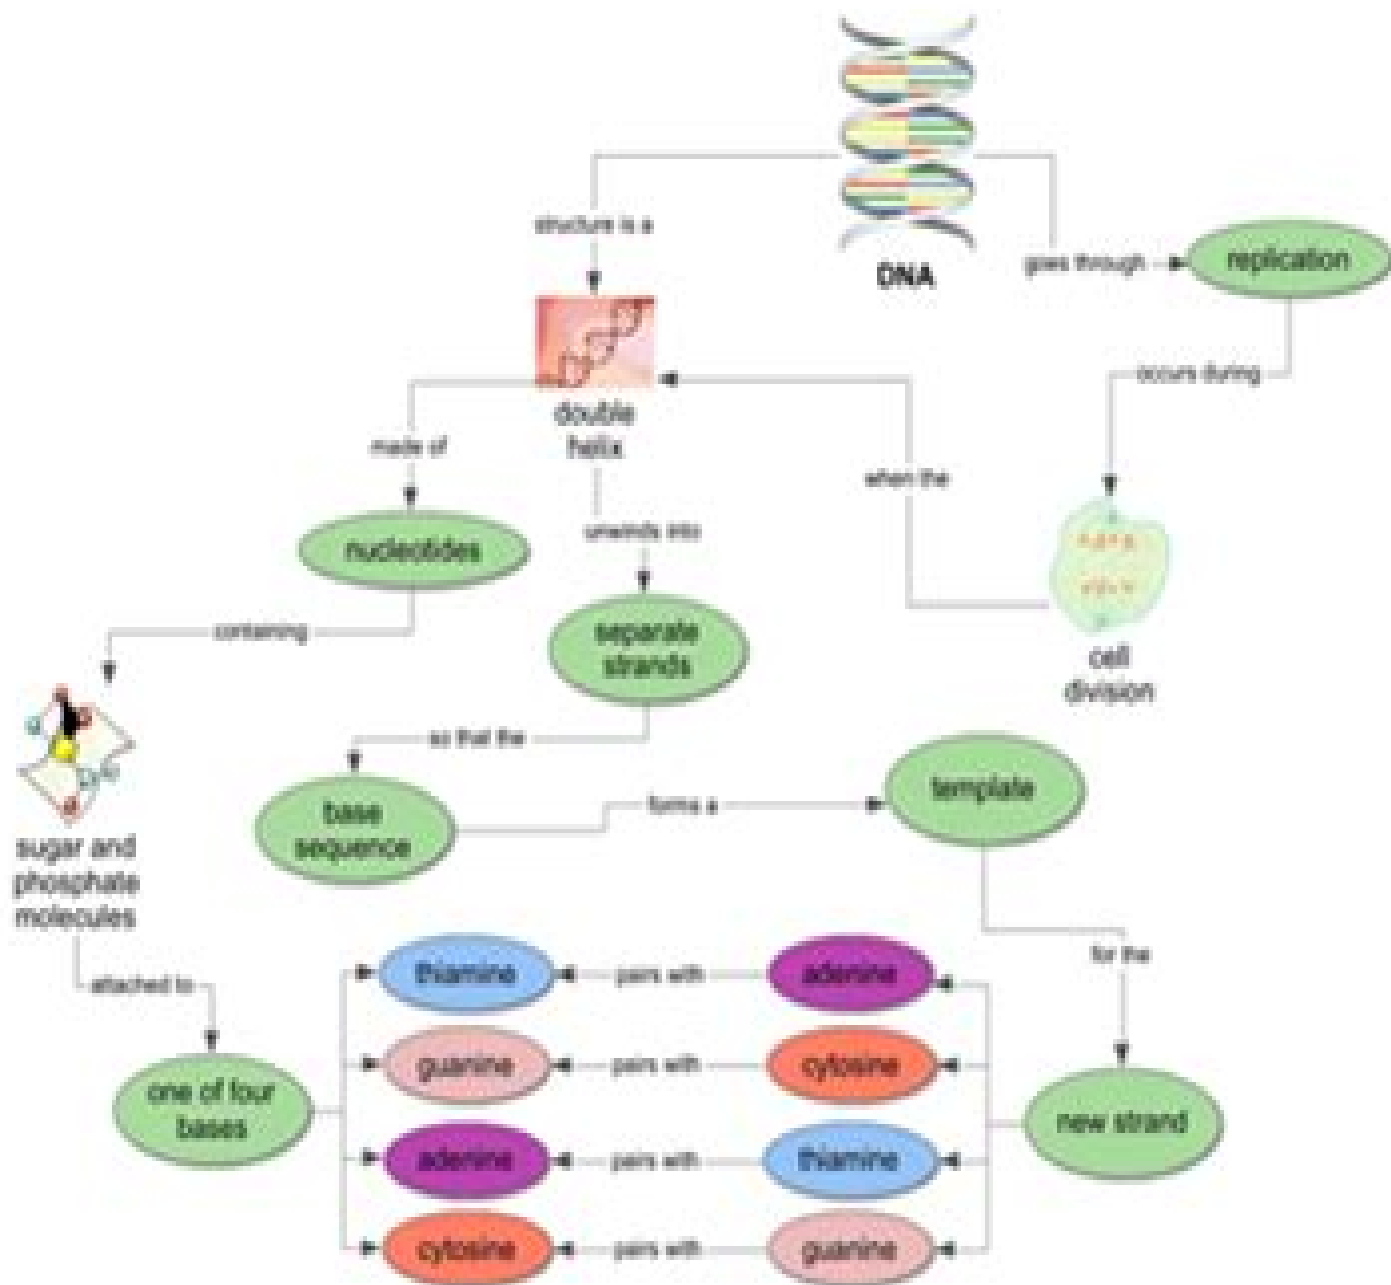 DNA
structure is a
goes through
replication
occurs during
double
helix
made of
when the
nucleotides
unwinds into
containing
separate
strands
cell
division
so that the
template
base
sequence
forms a
sugar and
phosphate
molecules
attached to
for the
thiamine
pairs with
adenine
guanine
pairs with
cytosine
one of four
bases
new strand
adenine
pairs with
thiamine
cytosine
pairs with
guanine